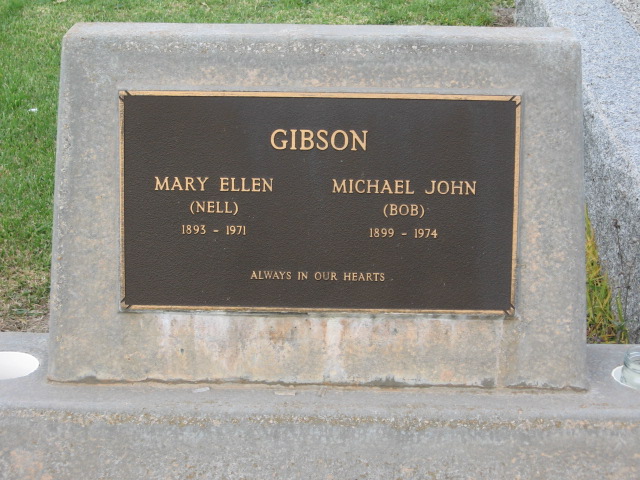 GIBSON
MARY ELLEN MICHAEL JOHN
(NELL) (BOB)
1893 - 1971 1899 - 1974
ALWAYS IN OUR HEARTS